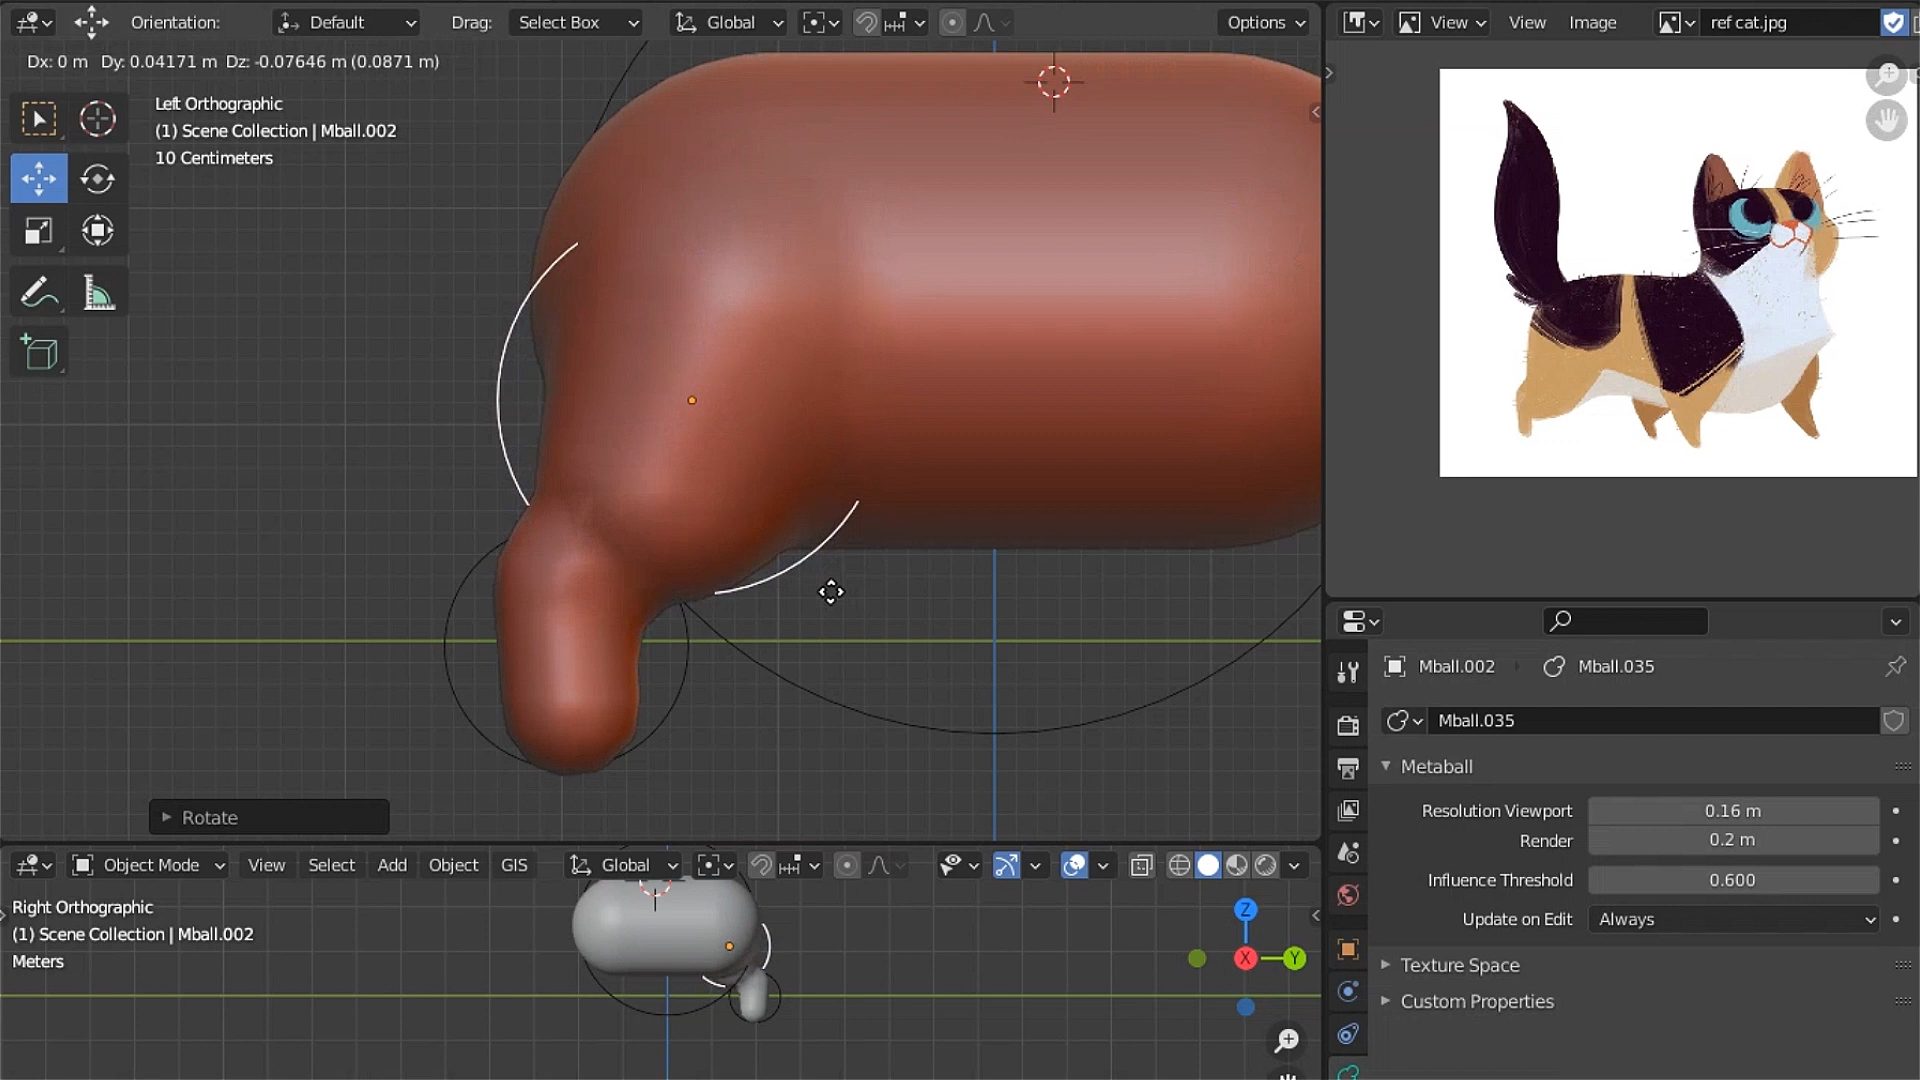 Orientation: Default Drag: Select Box Global Options
Dx: 0 m Dy: 0.04171 m Dz: -0.07646 m (0.0871 m)
Left Orthographic
(1) Scene Collection | Mball.002
10 Centimeters
Rotate
Object Mode View Select Add Object GIS Global
Right Orthographic
(1) Scene Collection | Mball.002
Meters
Z
X
Y
View View Image ref cat.jpg
Mball.002 Mball.035
Mball.035
Metaball
Resolution Viewport 0.16 m
Render 0.2 m
Influence Threshold 0.600
Update on Edit Always
Texture Space
Custom Properties